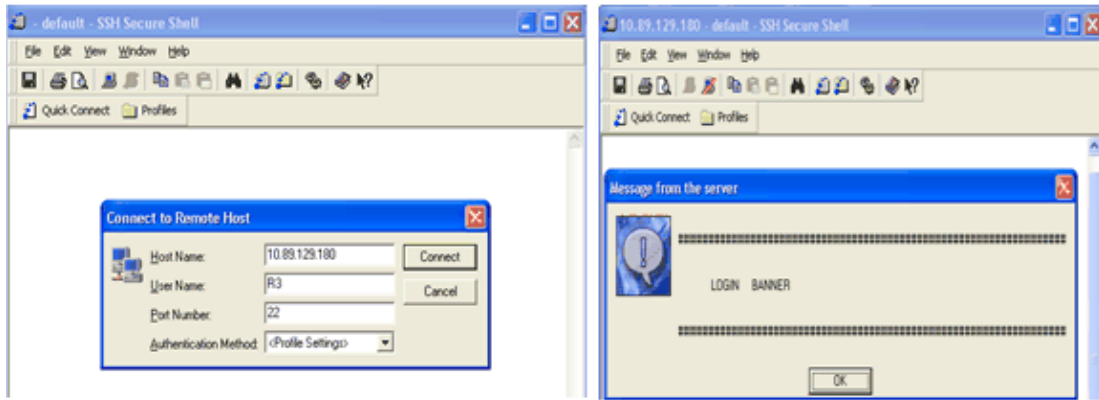 - default - SSH Secure Shell
File Edit View Window Help
Quick Connect Profiles
Connect to Remote Host
Host Name: 10.89.129.180 Connect
User Name: R3 Cancel
Port Number: 22
Authentication Method: <Profile Settings>
10.89.129.180 - default - SSH Secure Shell
File Edit View Window Help
Quick Connect Profiles
Message from the server
LOGIN BANNER
OK